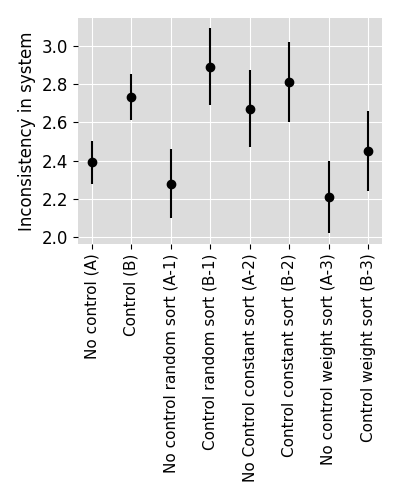 Inconsistency in system
3.0
2.8
2.6
2.4
2.2
2.0
No control (A)
Control (B)
No control random sort (A-1)
Control random sort (B-1)
No Control constant sort (A-2)
Control constant sort (B-2)
No control weight sort (A-3)
Control weight sort (B-3)